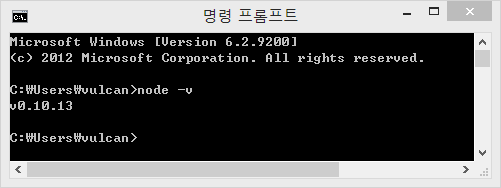 명령 프롬프트
Microsoft Windows [Version 6.2.9200]
(c) 2012 Microsoft Corporation. All rights reserved.
C:₩Users₩vulcan>node -v
v0.10.13
C:₩Users₩vulcan>